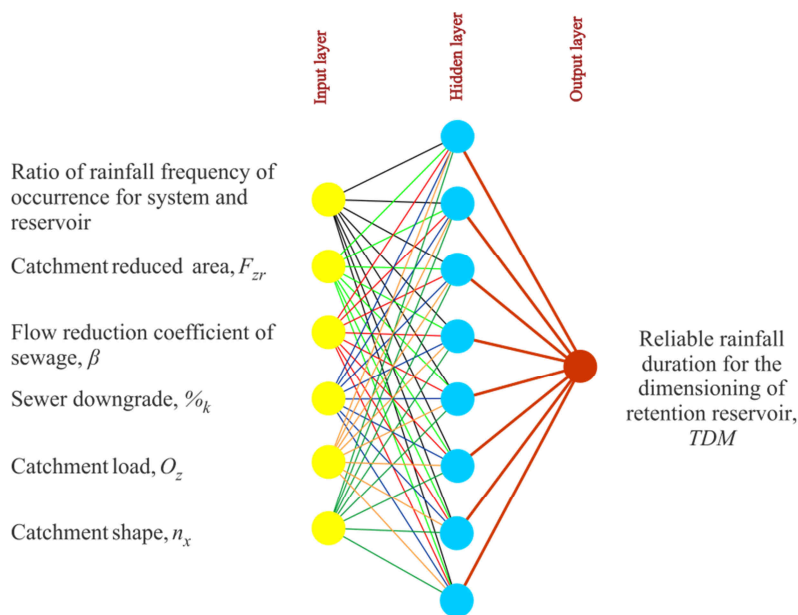 Input layer
Hidden layer
Output layer
Ratio of rainfall frequency of
occurrence for system and
reservoir
Catchment reduced area, F_zr
Flow reduction coefficient of
sewage, β
Sewer downgrade, %_k
Catchment load, O_z
Catchment shape, n_x
Reliable rainfall
duration for the
dimensioning of
retention reservoir,
TDM